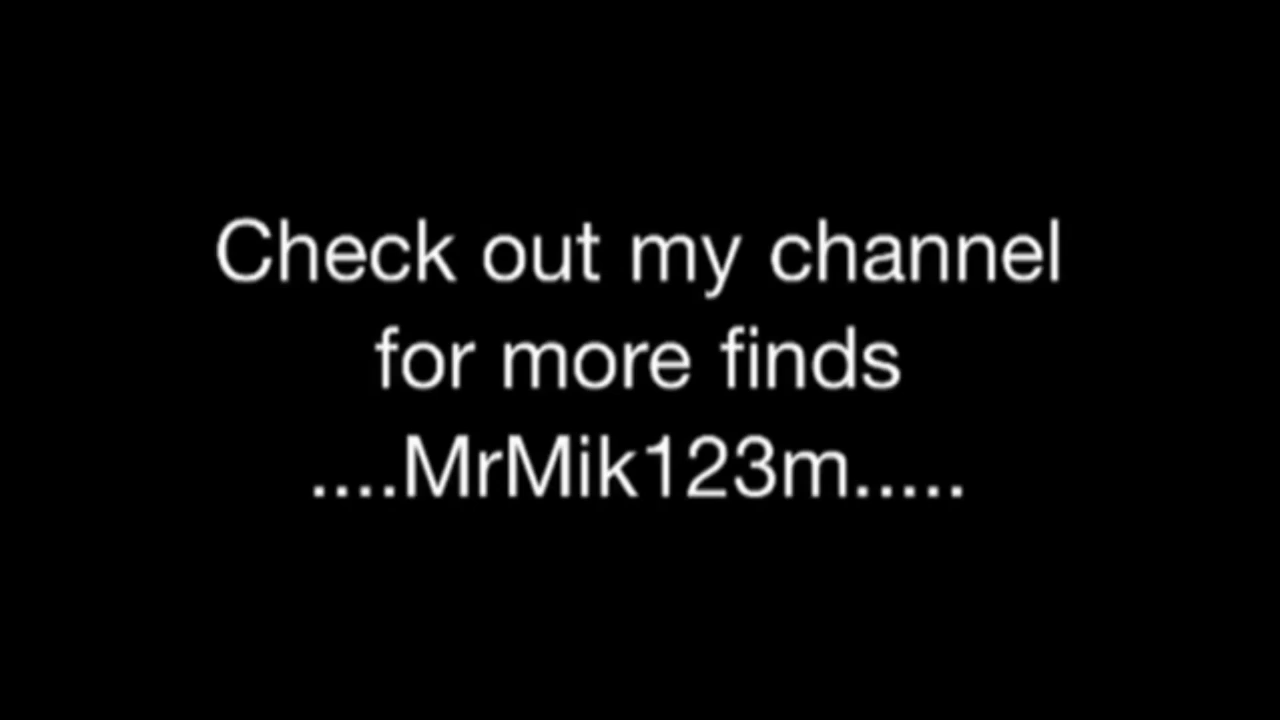 Check out my channel
for more finds
....MrMik123m.....